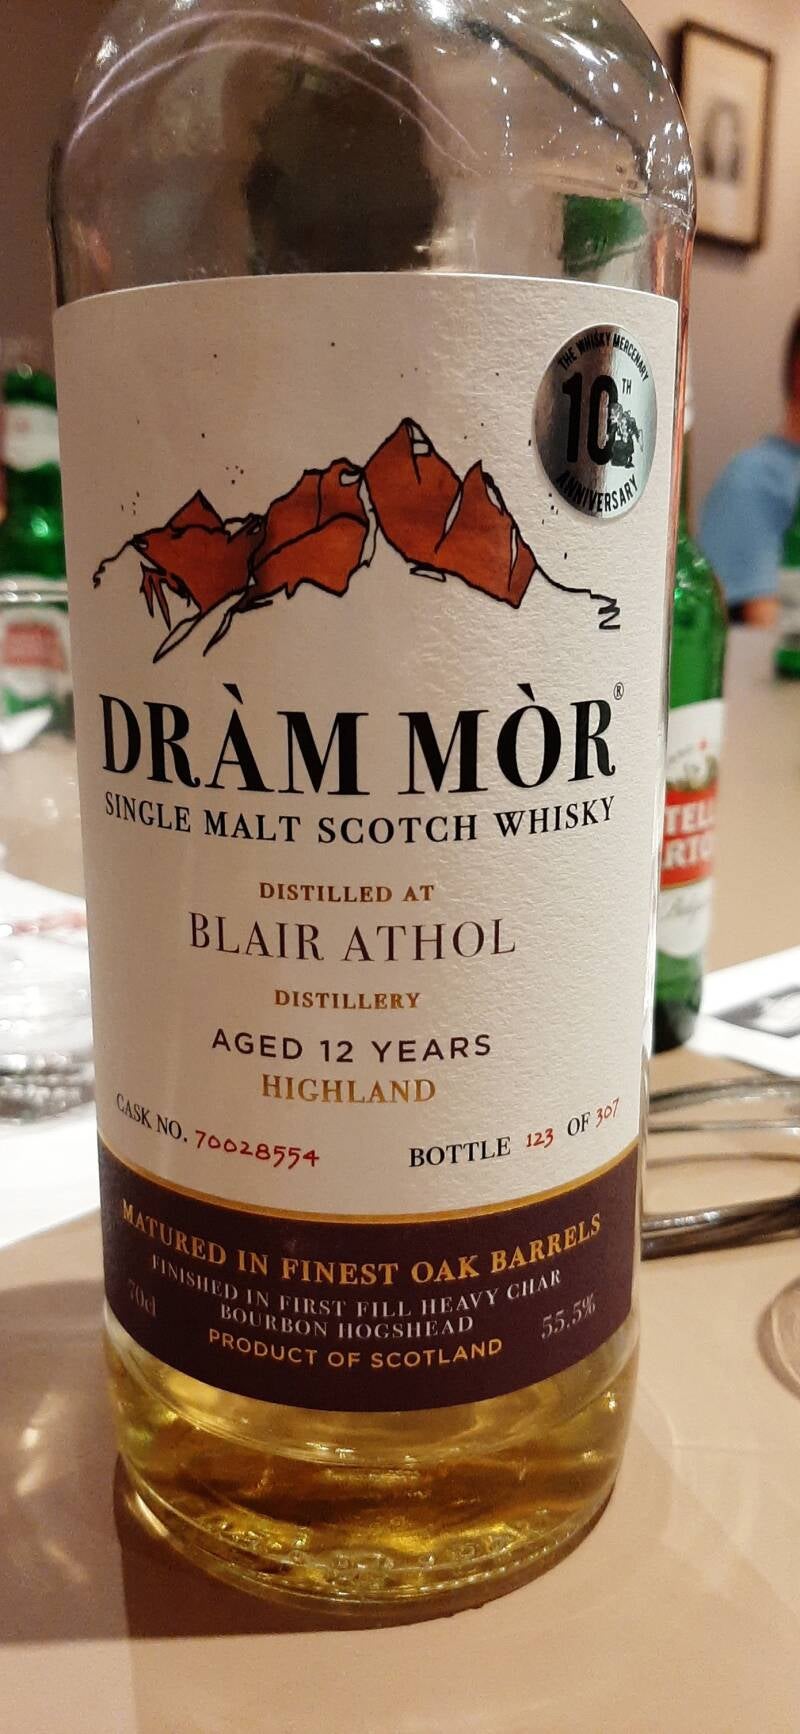 THE WHISKY MERCENARY
10TH
ANNIVERSARY
DRÀM MÒR®
SINGLE MALT SCOTCH WHISKY
DISTILLED AT
BLAIR ATHOL
DISTILLERY
AGED 12 YEARS
HIGHLAND
CASK NO. 70028554 BOTTLE 123 OF 307
MATURED IN FINEST OAK BARRELS
FINISHED IN FIRST FILL HEAVY CHAR
70cl BOURBON HOGSHEAD 55.5%
PRODUCT OF SCOTLAND